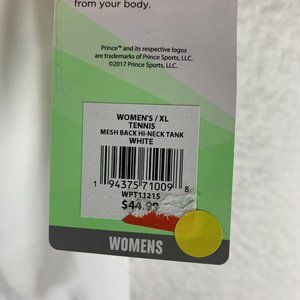 from your body.
Prince™ and its respective logos
are trademarks of Prince Sports, LLC.
©2017 Prince Sports, LLC.
WOMEN'S / XL
TENNIS
MESH BACK HI-NECK TANK
WHITE
1 94375 71009 8
WPT11215
$44.99
WOMENS